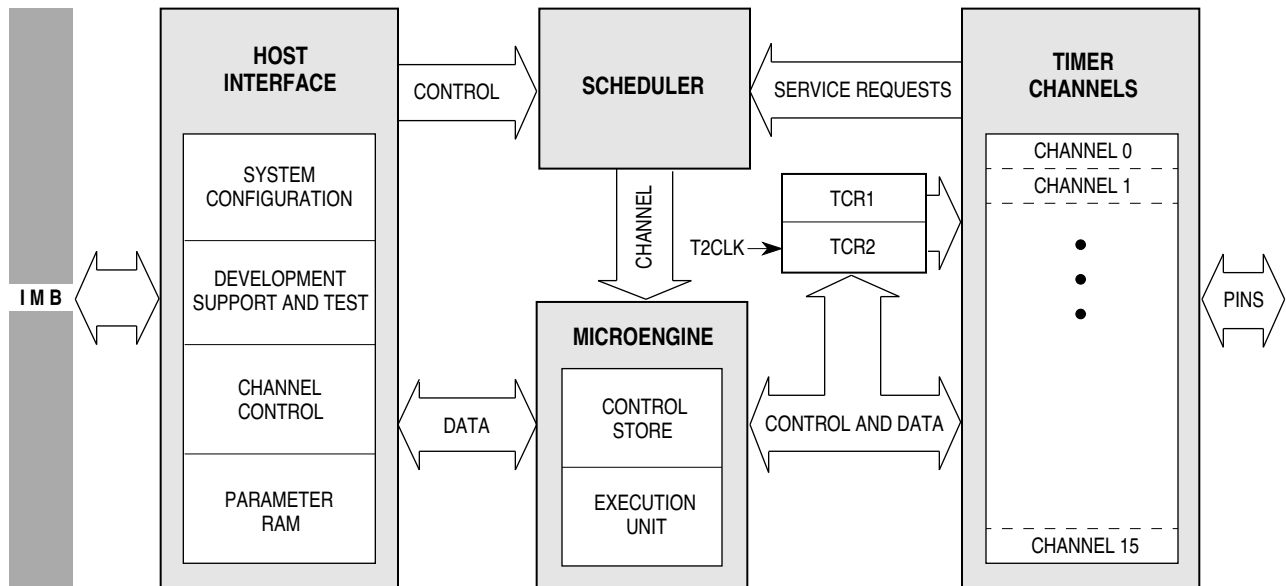 I M B
HOST
INTERFACE
SYSTEM
CONFIGURATION
DEVELOPMENT
SUPPORT AND TEST
CHANNEL
CONTROL
PARAMETER
RAM
CONTROL
SCHEDULER
SERVICE REQUESTS
CHANNEL
T2CLK
TCR1
TCR2
MICROENGINE
CONTROL
STORE
EXECUTION
UNIT
DATA
CONTROL AND DATA
TIMER
CHANNELS
CHANNEL 0
CHANNEL 1
CHANNEL 15
PINS